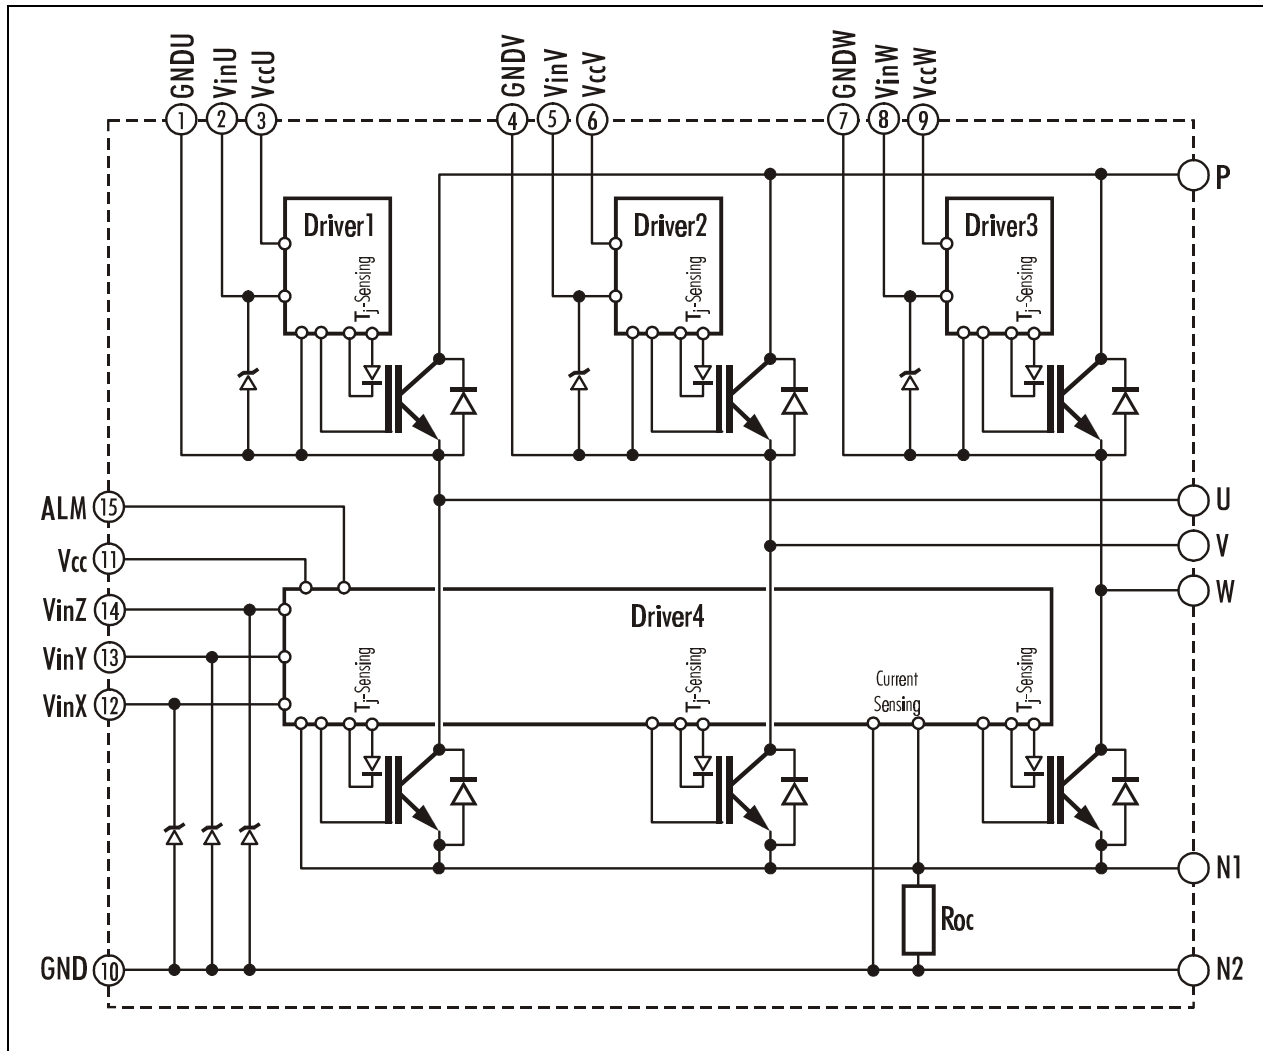 GNDU
VinU
VccU
GNDV
VinV
VccV
GNDW
VinW
VccW
1
2
3
4
5
6
7
8
9
P
Driver1
Tj-Sensing
Driver2
Tj-Sensing
Driver3
Tj-Sensing
ALM 15
U
Vcc 11
V
VinZ 14
W
Driver4
VinY 13
VinX 12
Tj-Sensing
Tj-Sensing
Current
Sensing
Tj-Sensing
N1
Roc
GND 10
N2